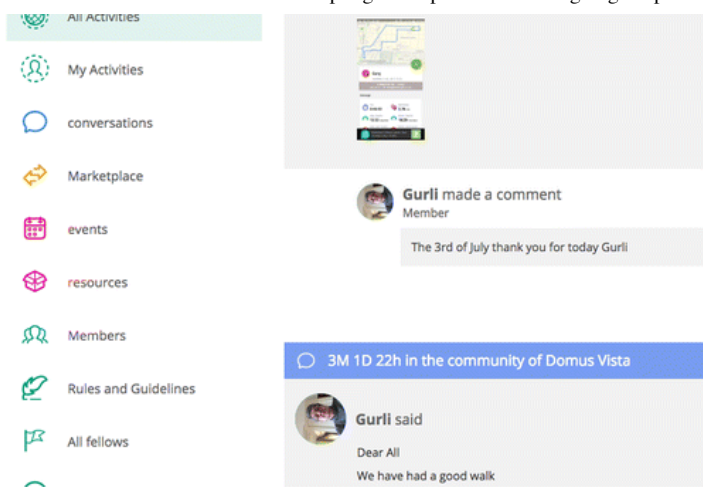 All Activities
My Activities
conversations
Marketplace
events
resources
Members
Rules and Guidelines
All fellows
Gurli made a comment
Member
The 3rd of July thank you for today Gurli
3M 1D 22h in the community of Domus Vista
Gurli said
Dear All
We have had a good walk